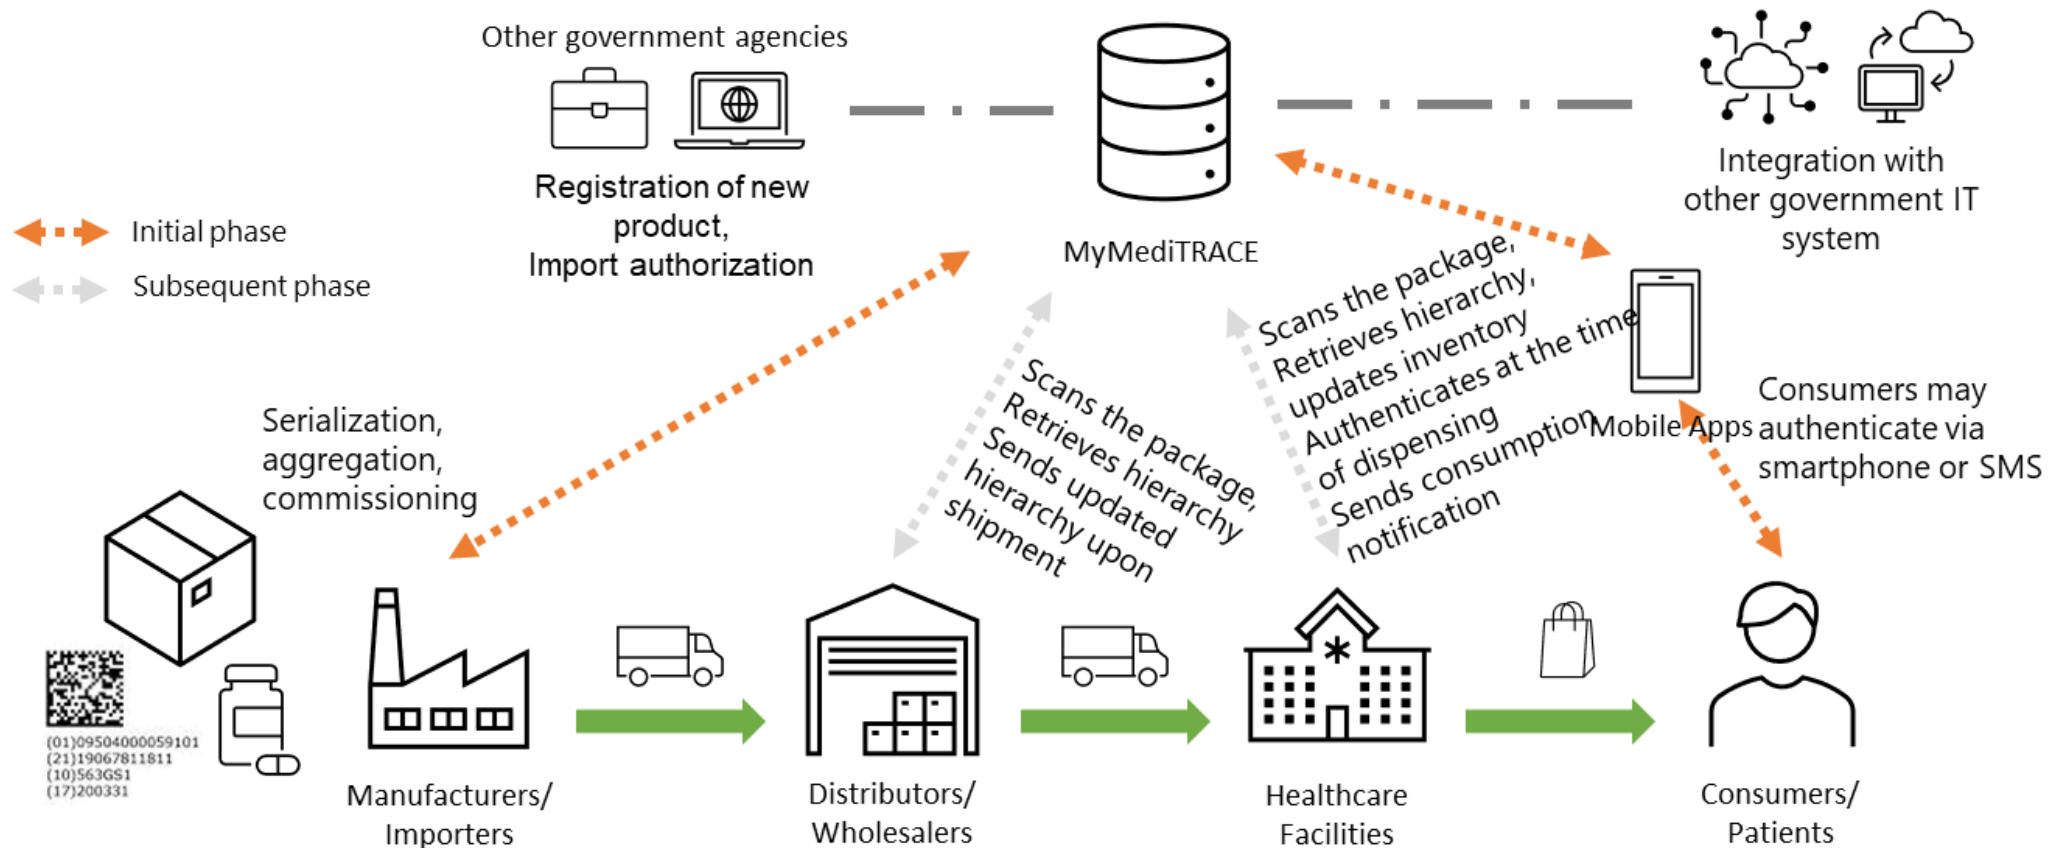 Other government agencies
Registration of new
product,
Import authorization
MyMediTRACE
Integration with
other government IT
system
Initial phase
Subsequent phase
Serialization,
aggregation,
commissioning
Scans the package,
Retrieves hierarchy
Sends updated
hierarchy upon
shipment
Scans the package,
Retrieves hierarchy,
updates inventory
Authenticates at the time
of dispensing
Sends consumption
notification
Mobile Apps
Consumers may
authenticate via
smartphone or SMS
(01)09504000059101
(21)19067811811
(10)563GS1
(17)200331
Manufacturers/
Importers
Distributors/
Wholesalers
Healthcare
Facilities
Consumers/
Patients